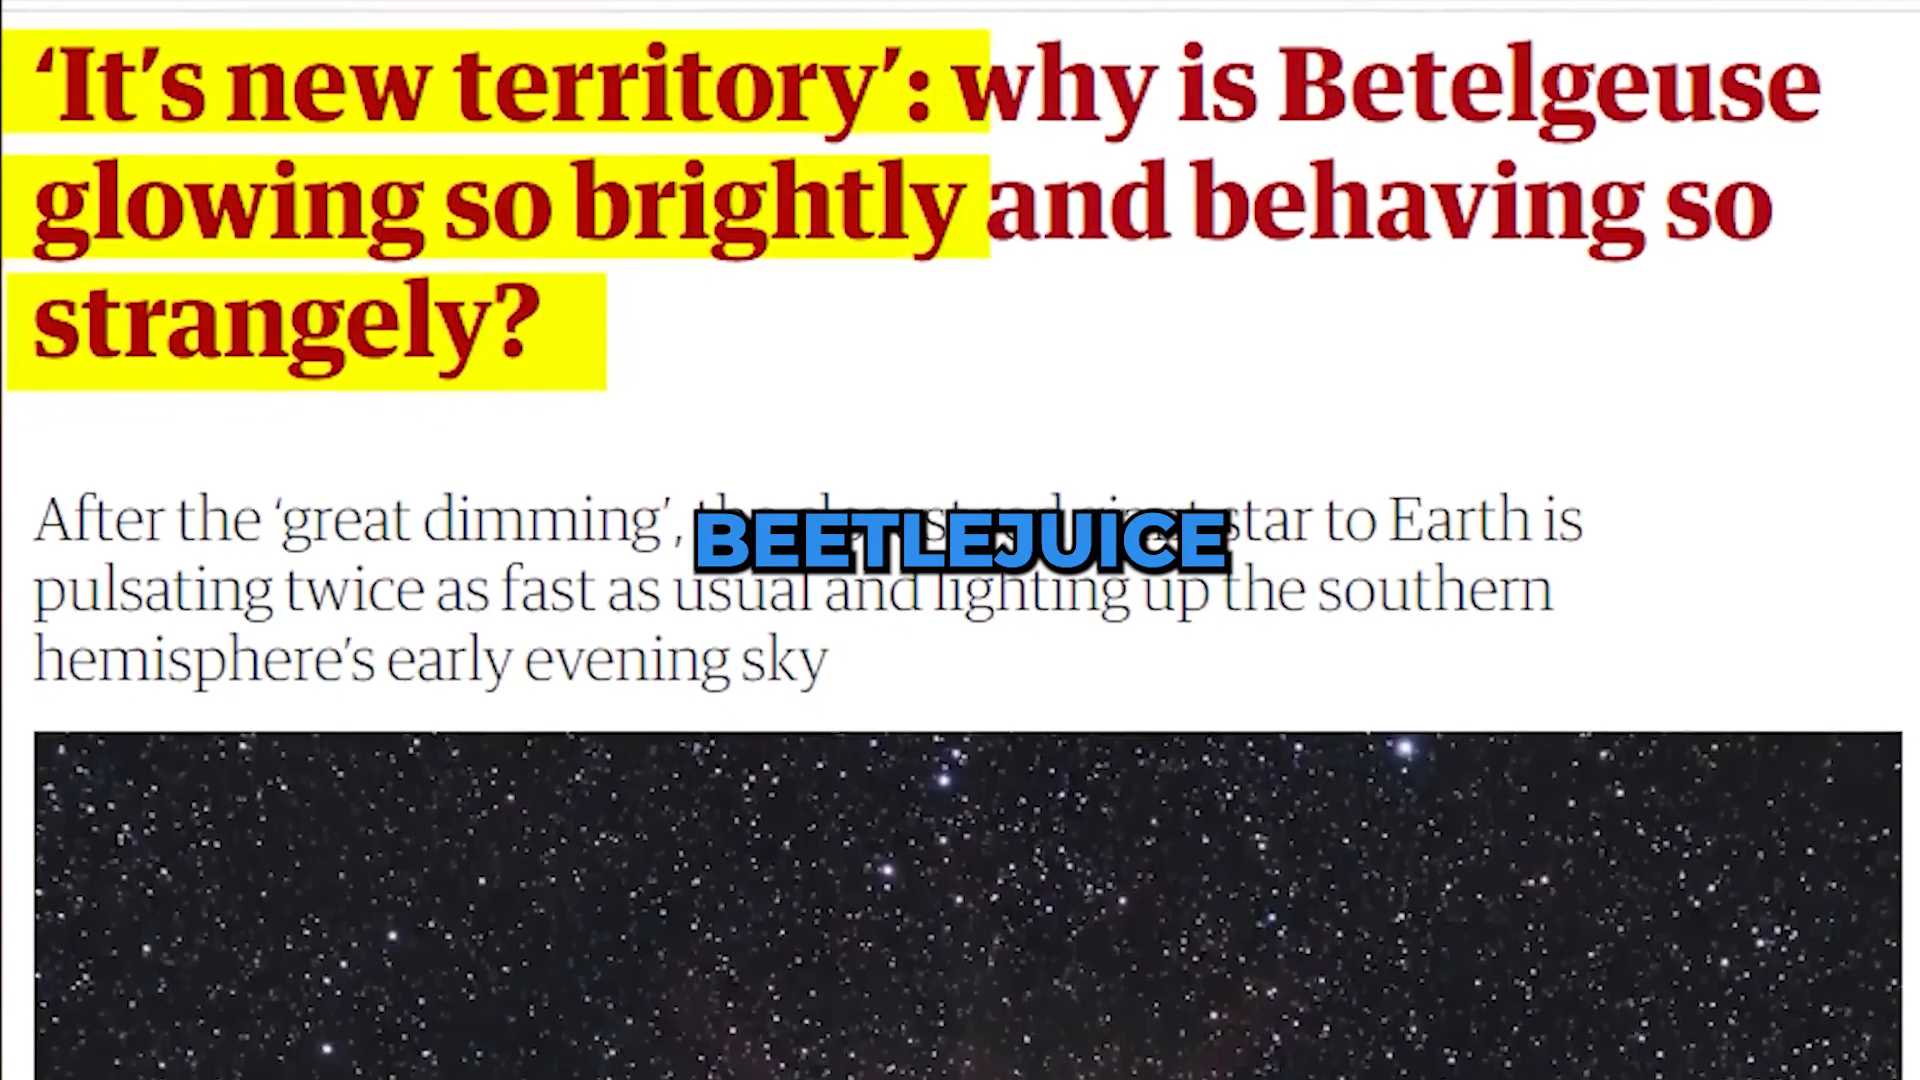 ‘It’s new territory’: why is Betelgeuse
glowing so brightly and behaving so
strangely?
After the ‘great dimming’, star to Earth is
BEETLEJUICE
pulsating twice as fast as usual and lighting up the southern
hemisphere’s early evening sky